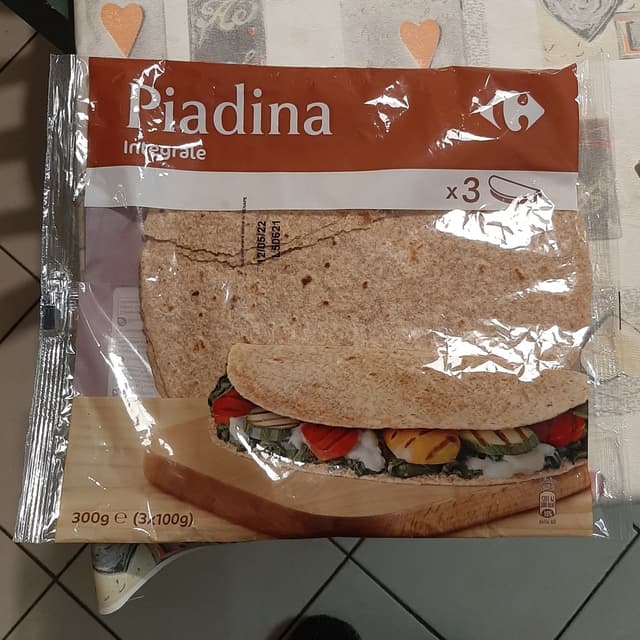 Piadina
Integrale
x3
12/05/22
L50621
300g ℮ (3x100g)